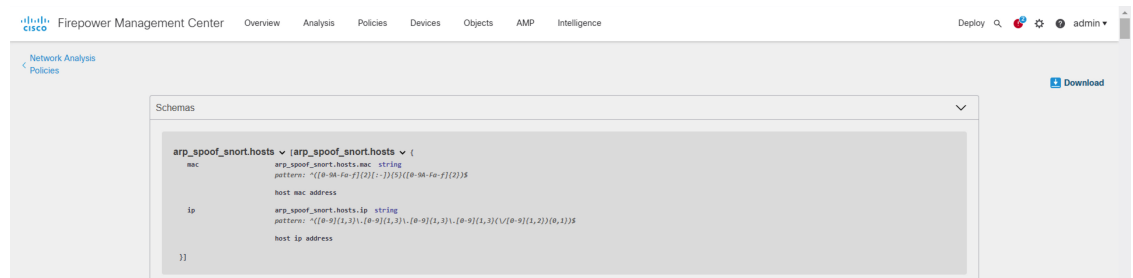 cisco Firepower Management Center Overview Analysis Policies Devices Objects AMP Intelligence Deploy 2 ? admin ▾
< Network Analysis
Policies
Download
Schemas
arp_spoof_snort.hosts ⌄ [arp_spoof_snort.hosts ⌄ {
mac arp_spoof_snort.hosts.mac string
pattern: ^([0-9A-Fa-f]{2}[:-]){5}([0-9A-Fa-f]{2})$
host mac address
ip arp_spoof_snort.hosts.ip string
pattern: ^([0-9]{1,3}\.[0-9]{1,3}\.[0-9]{1,3}\.[0-9]{1,3}(\/[0-9]{1,2}){0,1})$
host ip address
}]